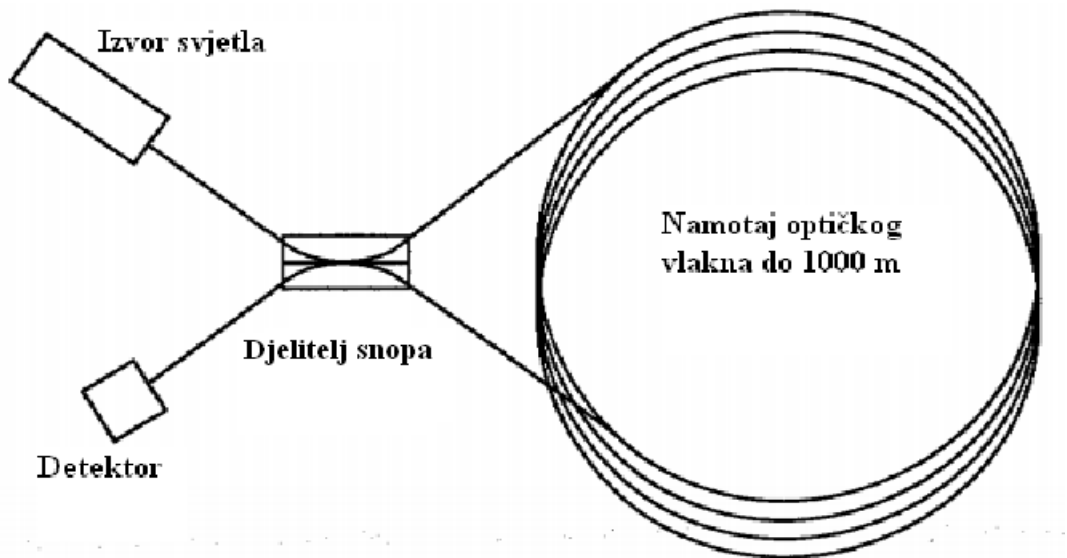 Izvor svjetla
Namotaj optičkog
vlakna do 1000 m
Djelitelj snopa
Detektor